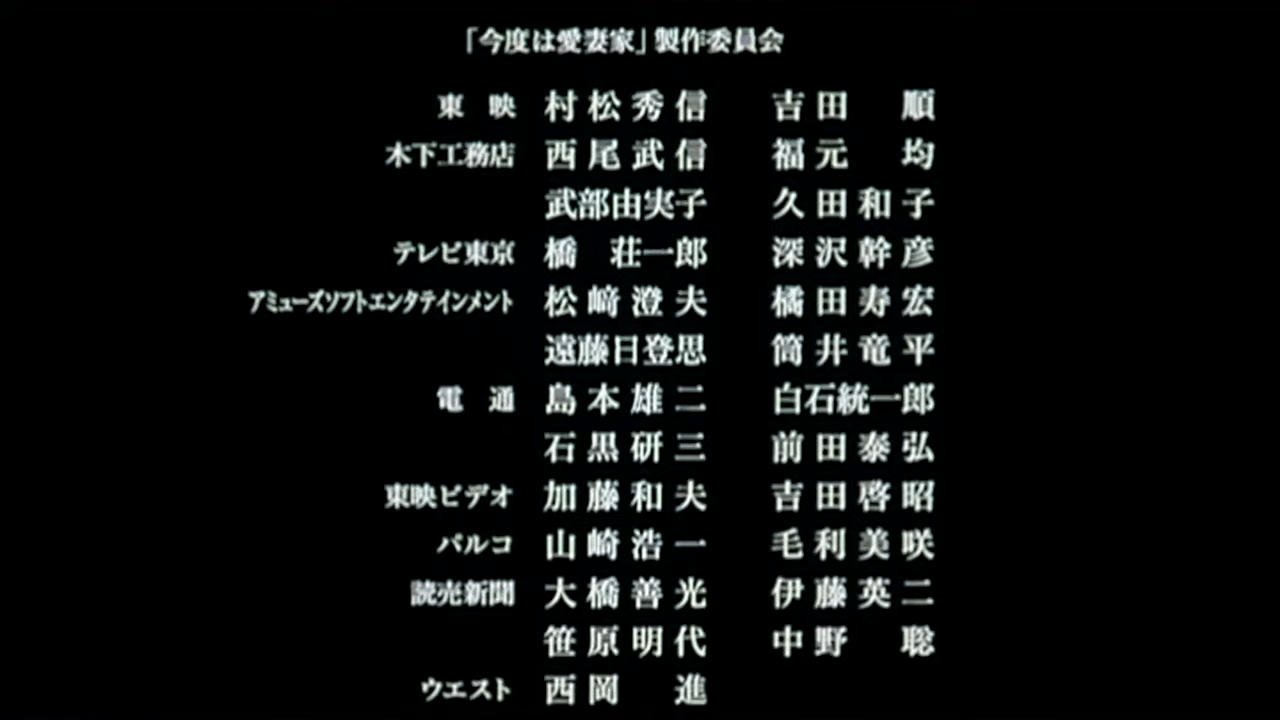 「今度は愛妻家」製作委員会
東 映 村松秀信 吉田 順
木下工務店 西尾武信 福元 均
武部由実子 久田和子
テレビ東京 橋 荘一郎 深沢幹彦
アミューズソフトエンタテインメント 松﨑澄夫 橘田寿宏
遠藤日登思 筒井竜平
電 通 島本雄二 白石統一郎
石黒研三 前田泰弘
東映ビデオ 加藤和夫 吉田啓昭
パルコ 山崎浩一 毛利美咲
読売新聞 大橋善光 伊藤英二
笹原明代 中野 聡
ウエスト 西岡 進